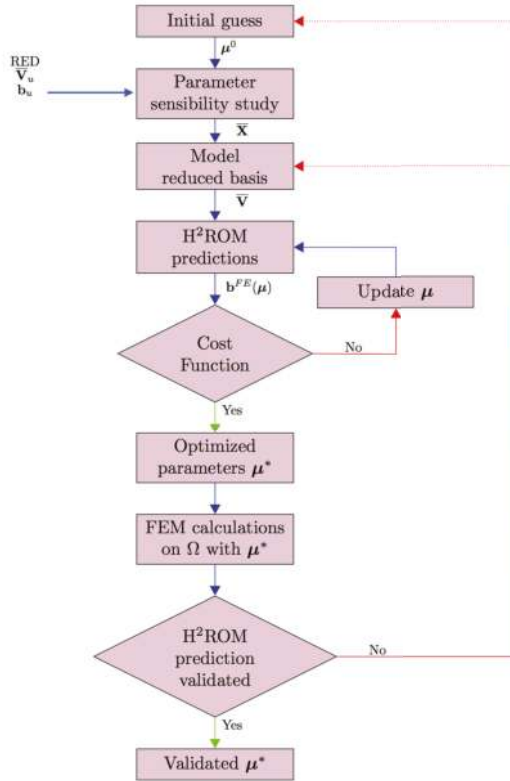 Initial guess
μ⁰
RED
V̅ᵤ
bᵤ
Parameter
sensibility study
X̅
Model
reduced basis
V̅
H²ROM
predictions
Update μ
b^{FE}(μ)
Cost
Function
No
Yes
Optimized
parameters μ*
FEM calculations
on Ω with μ*
H²ROM
prediction
validated
No
Yes
Validated μ*